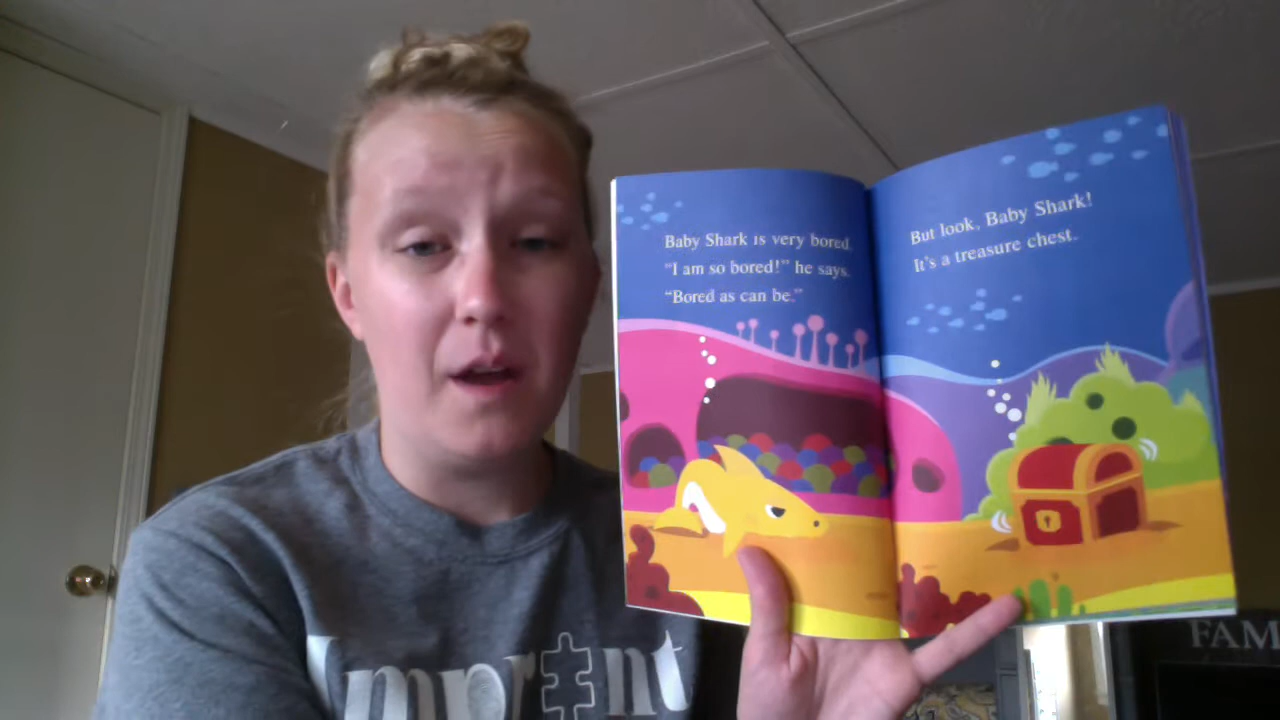 Baby Shark is very bored.
"I am so bored!" he says.
"Bored as can be."
But look, Baby Shark!
It's a treasure chest.
Imprint
FAM